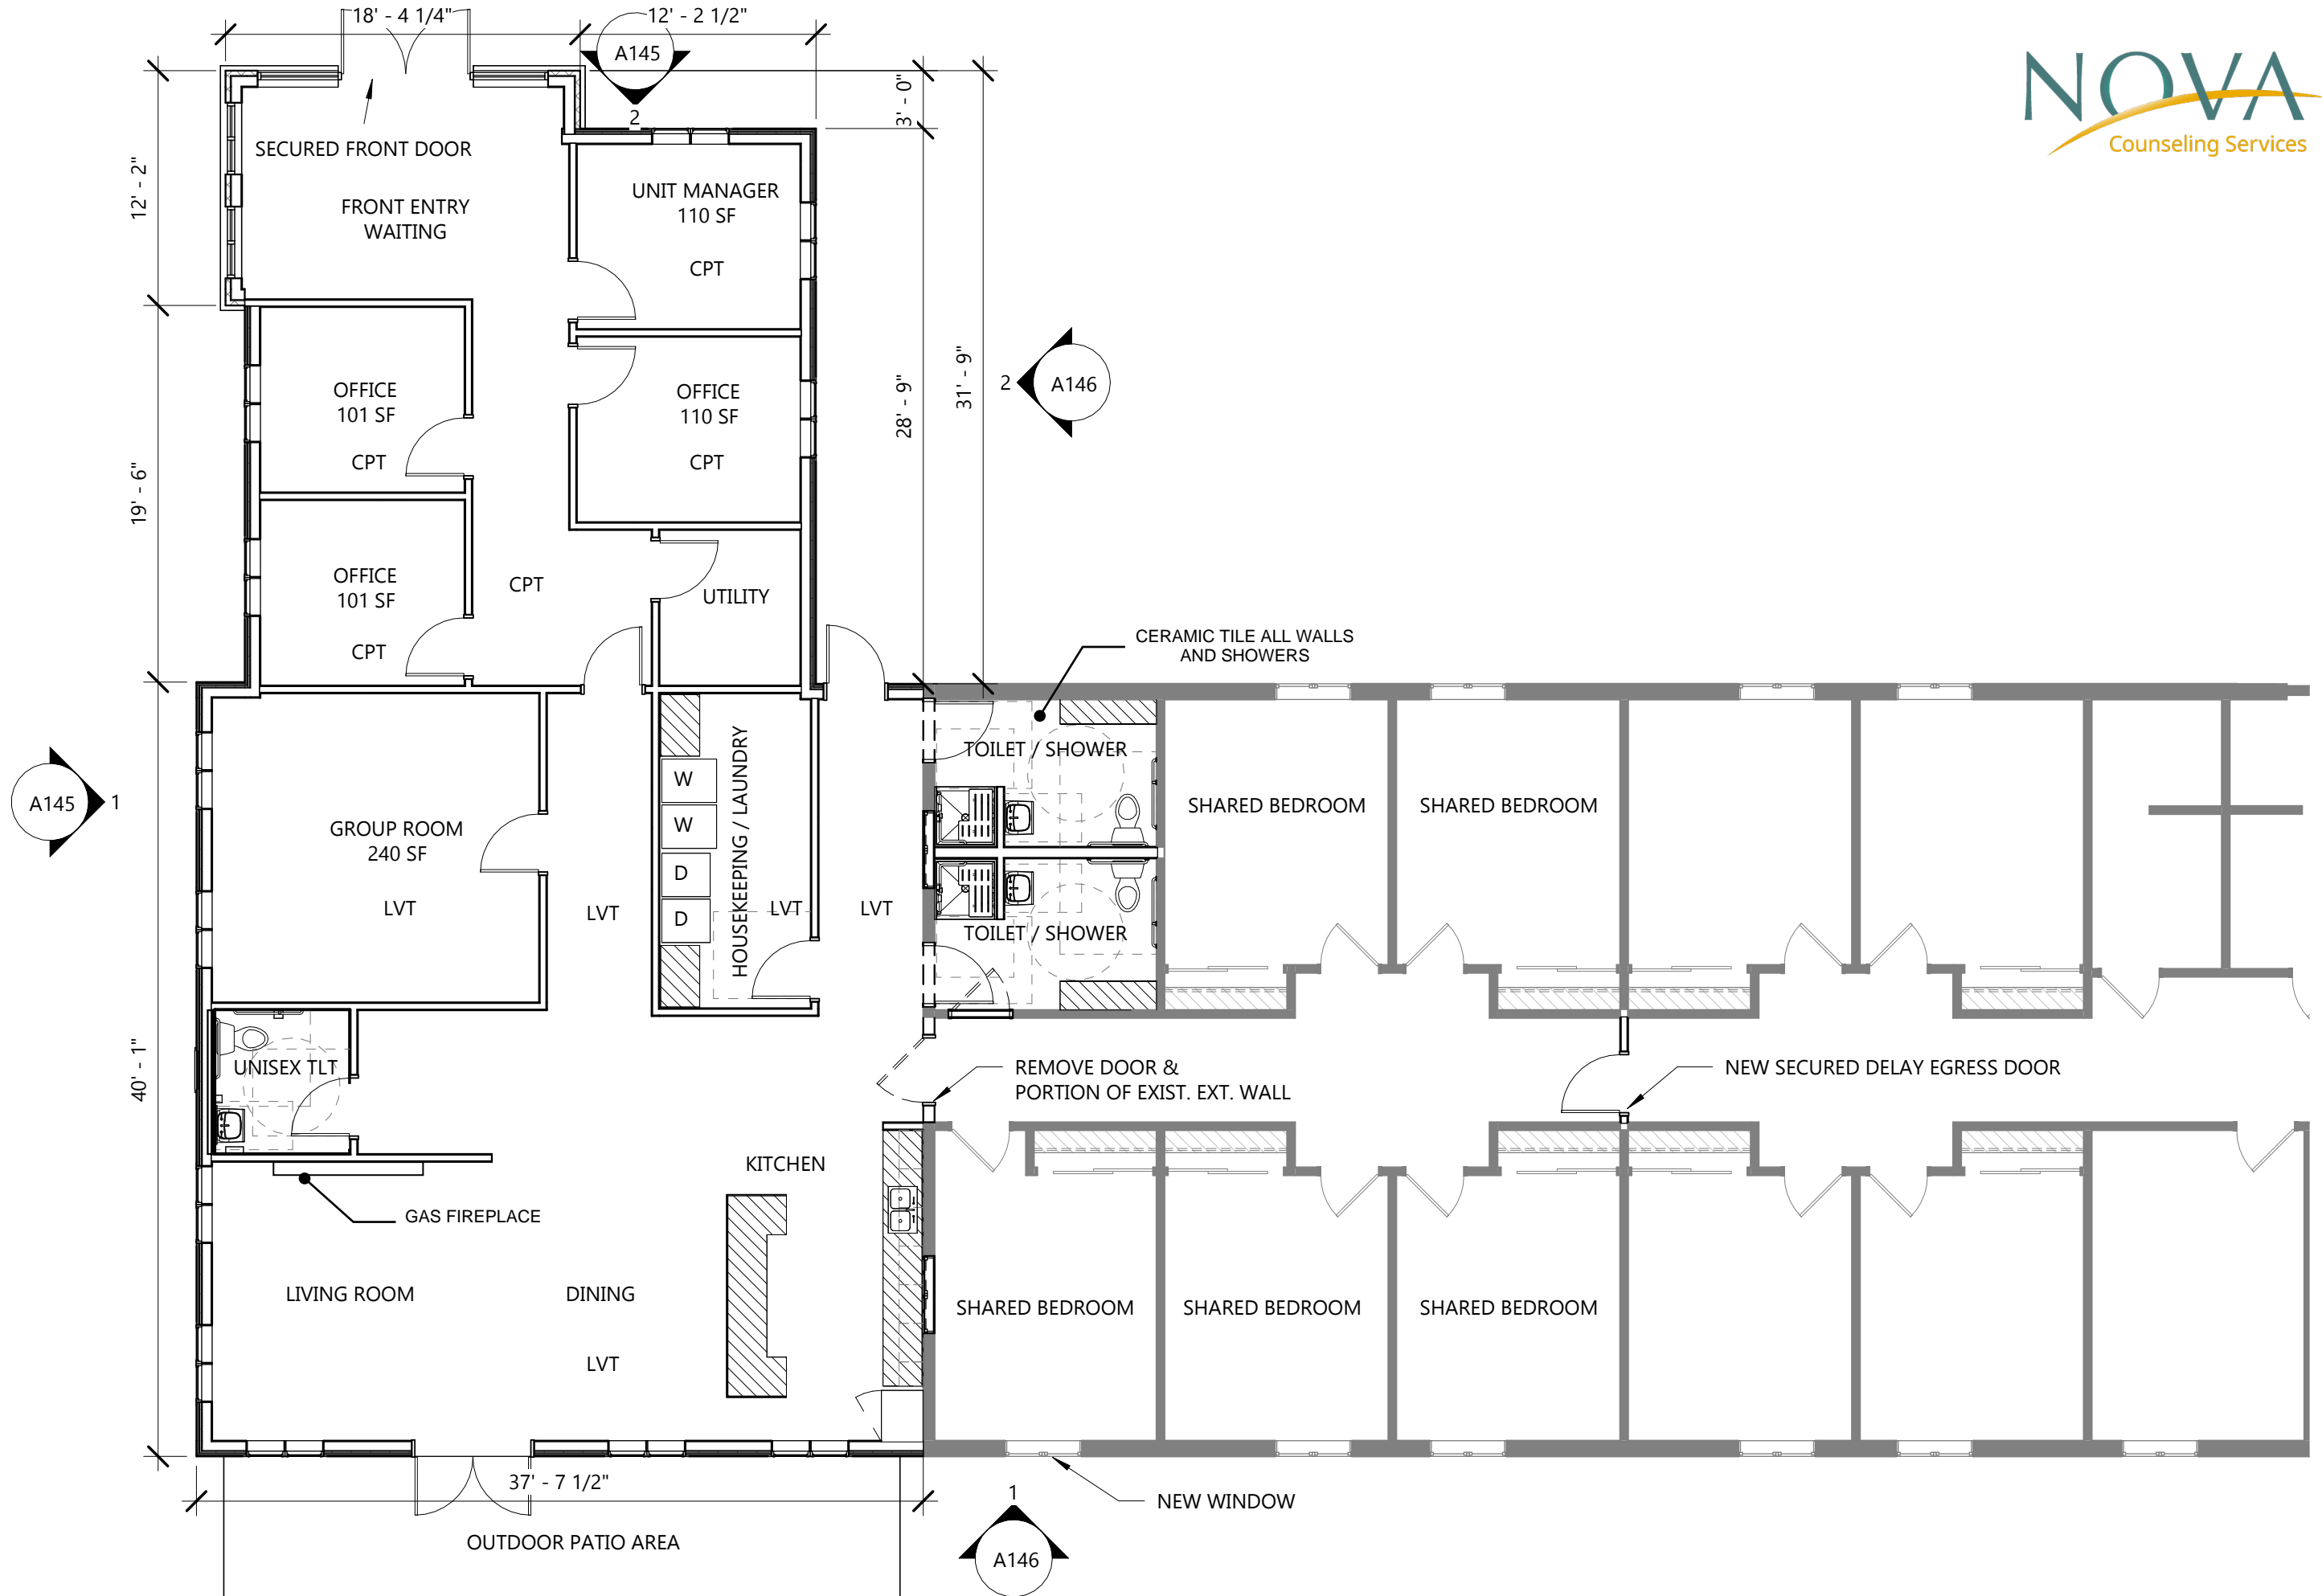 18' - 4 1/4"
12' - 2 1/2"
A145
2
NOVA
Counseling Services
3' - 0"
SECURED FRONT DOOR
12' - 2"
FRONT ENTRY
WAITING
UNIT MANAGER
110 SF
CPT
OFFICE
101 SF
CPT
OFFICE
110 SF
CPT
28' - 9"
31' - 9"
2
A146
19' - 6"
OFFICE
101 SF
CPT
CPT
UTILITY
CERAMIC TILE ALL WALLS
AND SHOWERS
A145
1
GROUP ROOM
240 SF
LVT
LVT
W
W
D
D
HOUSEKEEPING / LAUNDRY
LVT
LVT
TOILET / SHOWER
TOILET / SHOWER
SHARED BEDROOM
SHARED BEDROOM
40' - 1"
UNISEX TLT
REMOVE DOOR &
PORTION OF EXIST. EXT. WALL
NEW SECURED DELAY EGRESS DOOR
KITCHEN
GAS FIREPLACE
LIVING ROOM
DINING
LVT
SHARED BEDROOM
SHARED BEDROOM
SHARED BEDROOM
37' - 7 1/2"
NEW WINDOW
OUTDOOR PATIO AREA
1
A146